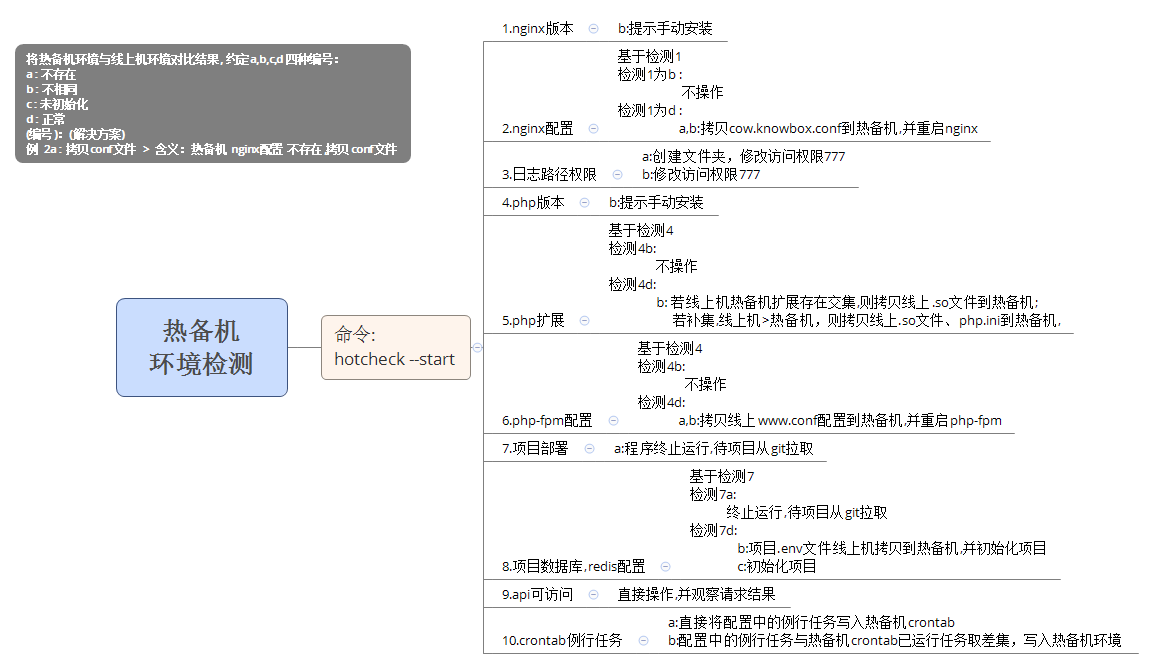 将热备机环境与线上机环境对比结果, 约定a,b,c,d 四种编号：
a : 不存在
b : 不相同
c : 未初始化
d : 正常
(编号 )：(解决方案)
例 2a : 拷贝conf文件 > 含义：热备机 nginx配置 不存在,拷贝conf文件
热备机
环境检测
命令:
hotcheck --start
1.nginx版本 b:提示手动安装
基于检测1
检测1为b :
不操作
检测1为d :
2.nginx配置 a,b:拷贝cow.knowbox.conf到热备机,并重启nginx
a:创建文件夹，修改访问权限777
3.日志路径权限 b:修改访问权限777
4.php版本 b:提示手动安装
基于检测4
检测4b:
不操作
检测4d:
b: 若线上机热备机扩展存在交集,则拷贝线上.so文件到热备机;
5.php扩展 若补集,线上机>热备机，则拷贝线上.so文件、php.ini到热备机,
基于检测4
检测4b:
不操作
检测4d:
6.php-fpm配置 a,b:拷贝线上www.conf配置到热备机,并重启php-fpm
7.项目部署 a:程序终止运行,待项目从git拉取
基于检测7
检测7a:
终止运行,待项目从git拉取
检测7d:
b:项目.env文件线上机拷贝到热备机,并初始化项目
8.项目数据库,redis配置 c:初始化项目
9.api可访问 直接操作,并观察请求结果
a:直接将配置中的例行任务写入热备机crontab
10.crontab例行任务 b:配置中的例行任务与热备机crontab已运行任务取差集，写入热备机环境